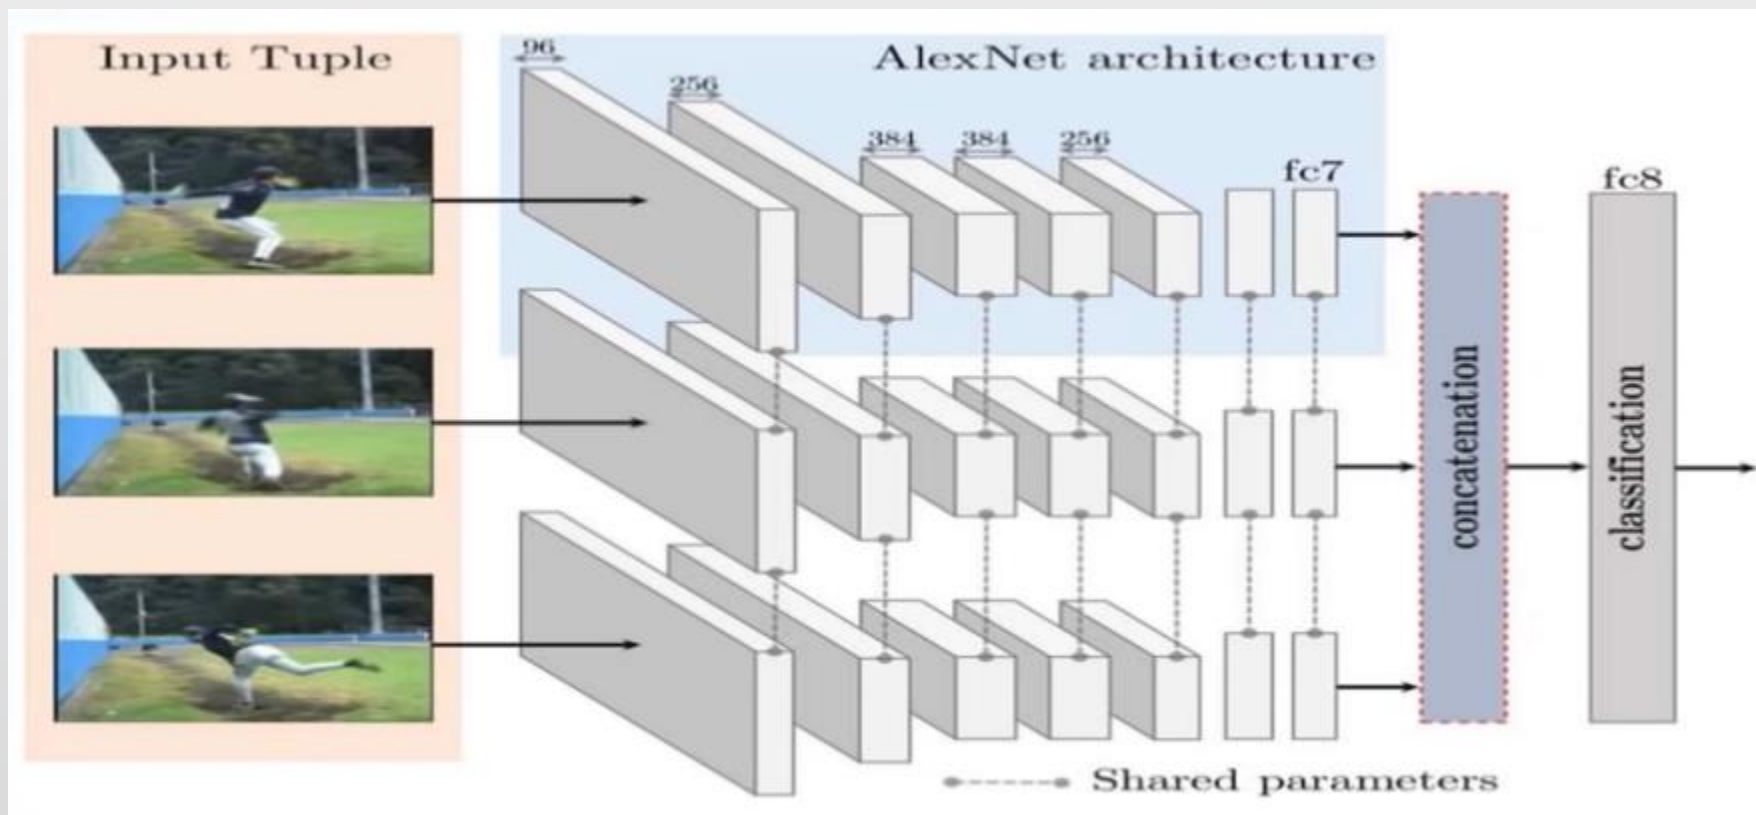 Input Tuple
AlexNet architecture
96
256
384
384
256
fc7
fc8
concatenation
classification
Shared parameters